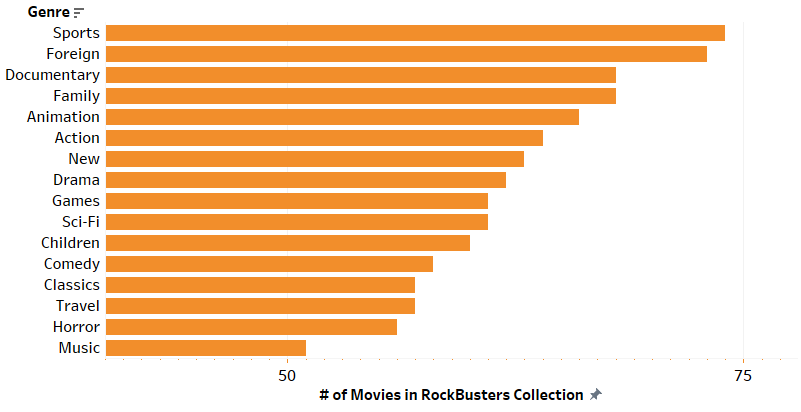 Genre
Sports
Foreign
Documentary
Family
Animation
Action
New
Drama
Games
Sci-Fi
Children
Comedy
Classics
Travel
Horror
Music
50 75
# of Movies in RockBusters Collection